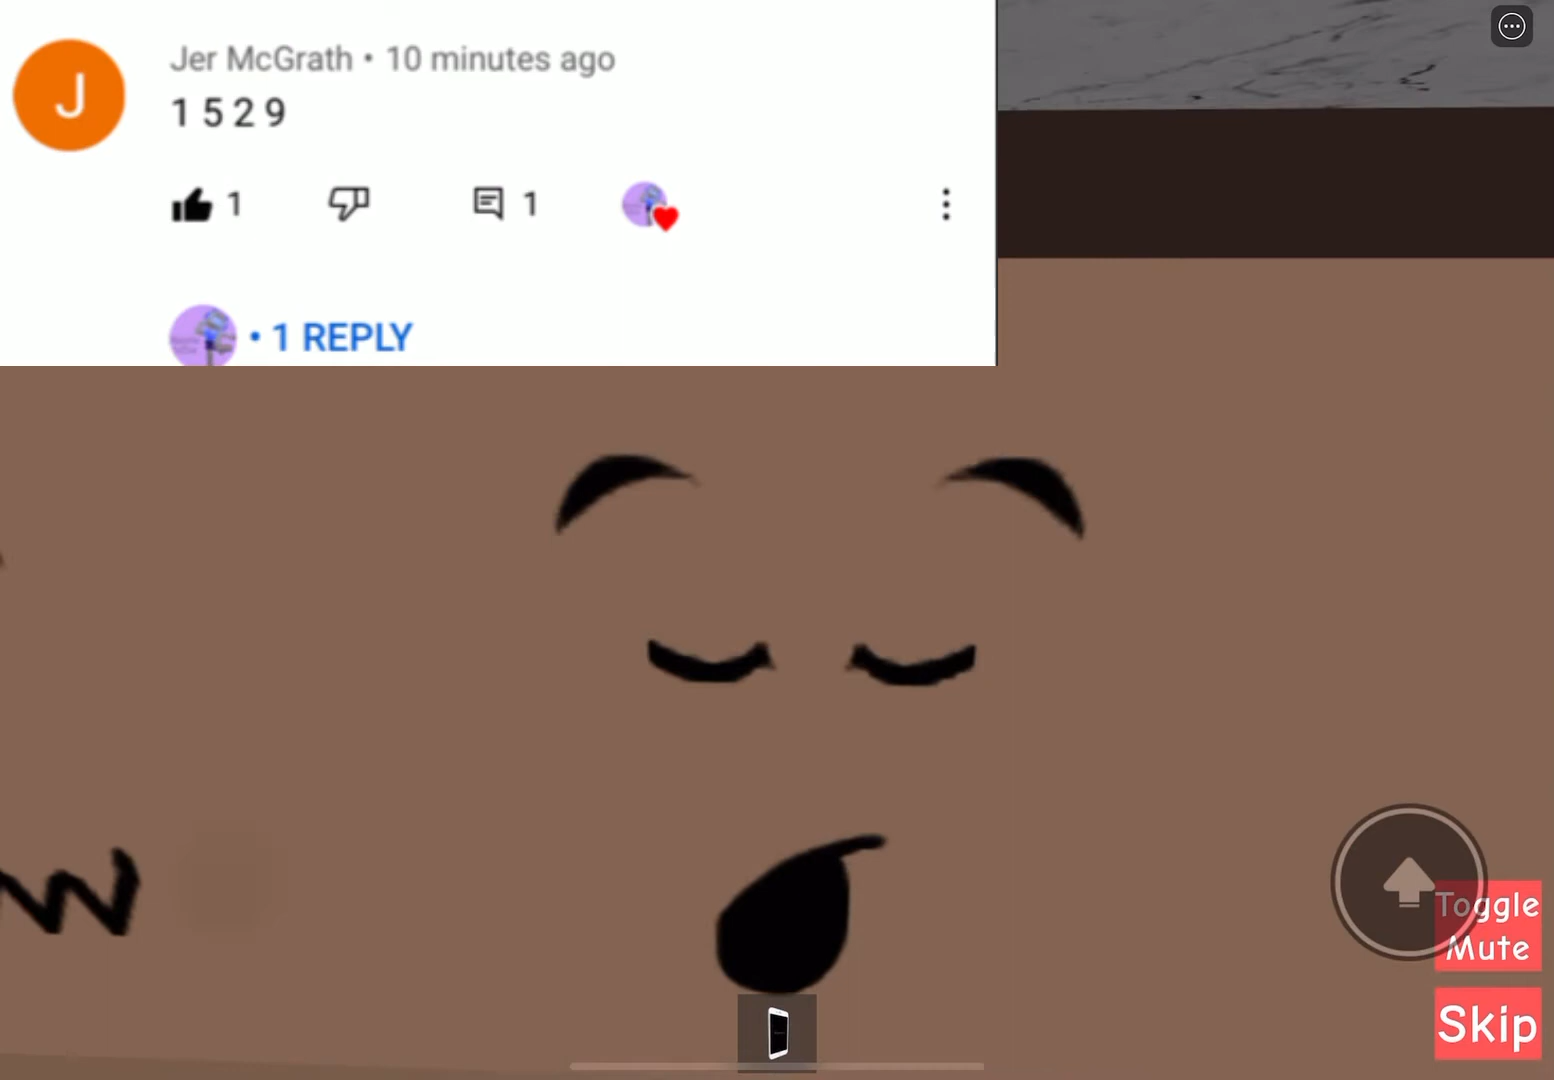 J
Jer McGrath • 10 minutes ago
1 5 2 9
1
1
• 1 REPLY
Toggle
Mute
Skip